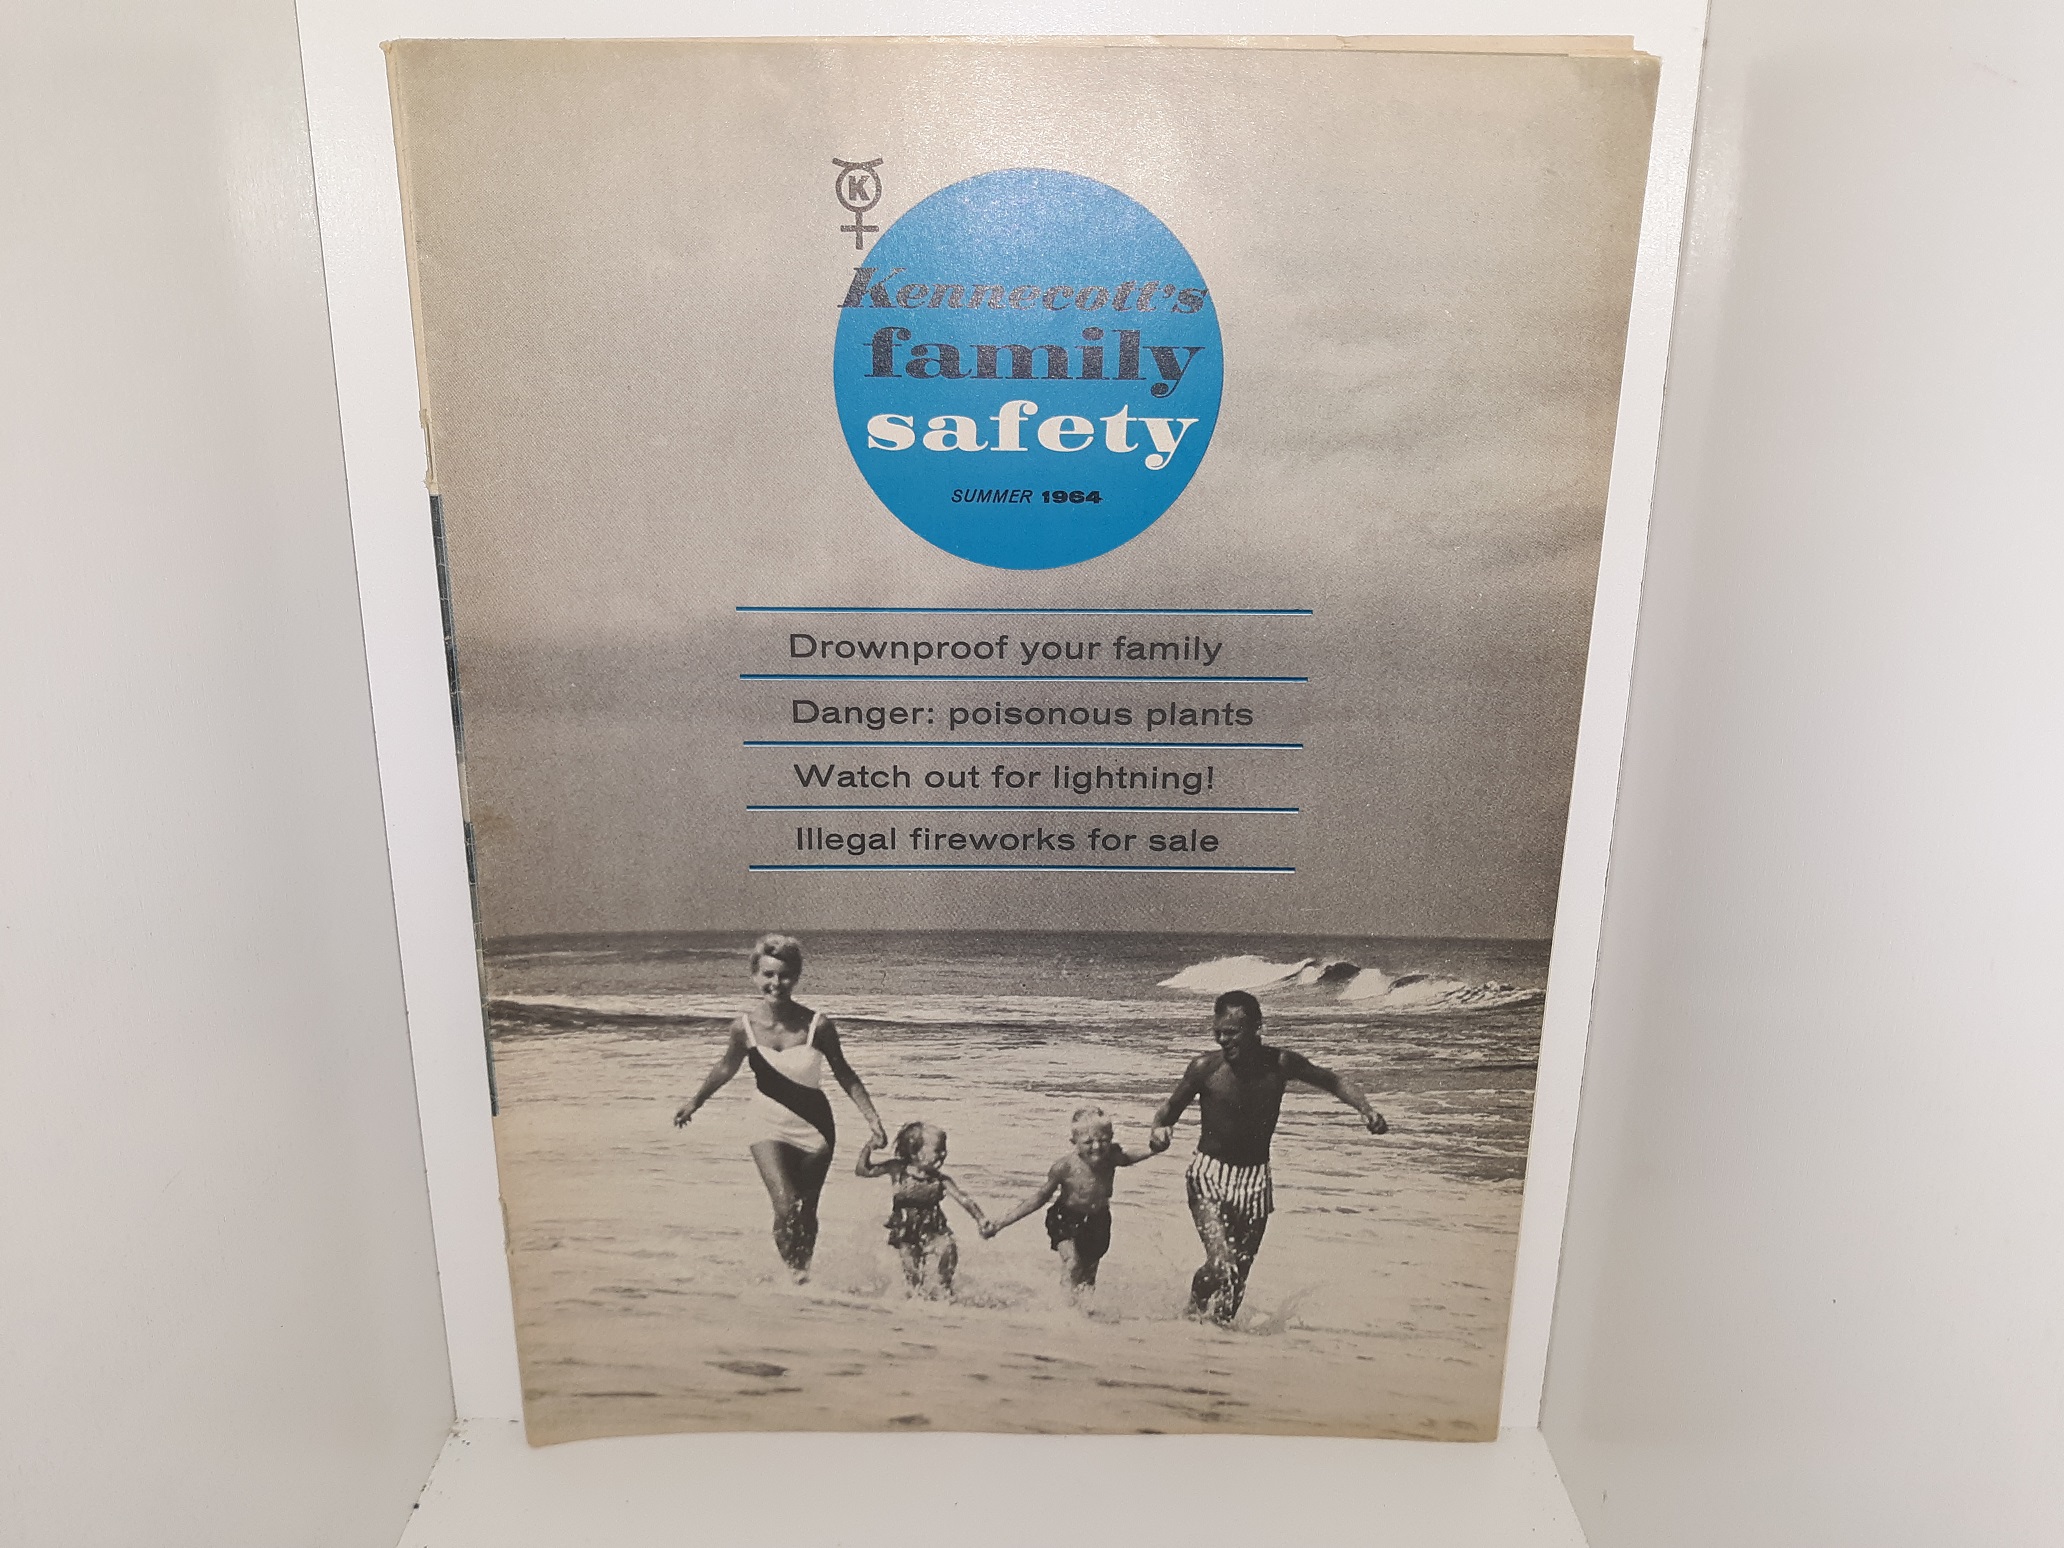 K
Kennecott's
family
safety
SUMMER 1964
Drownproof your family
Danger: poisonous plants
Watch out for lightning!
Illegal fireworks for sale